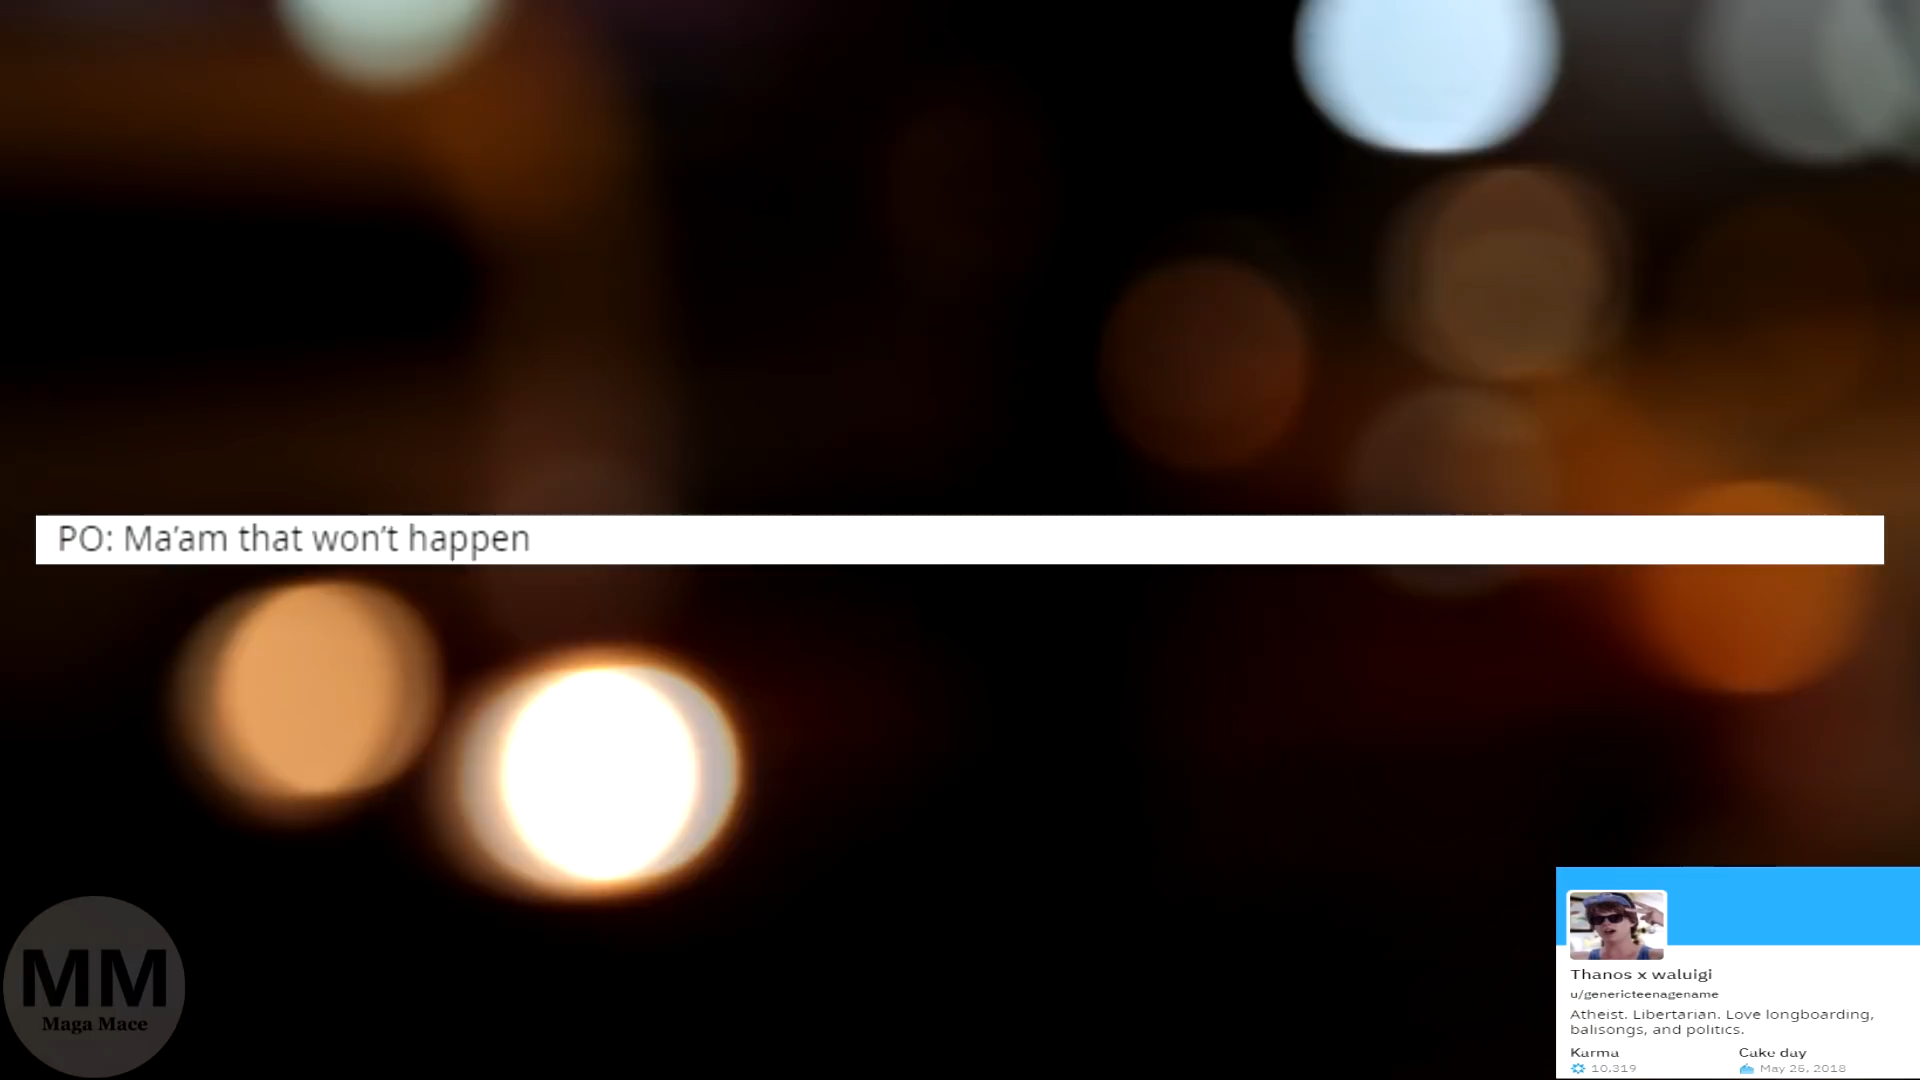 PO: Ma'am that won't happen
MM
Maga Mace
Thanos x waluigi
u/genericteenagename
Atheist. Libertarian. Love longboarding,
balisongs, and politics.
Karma
10,319
Cake day
May 25, 2018